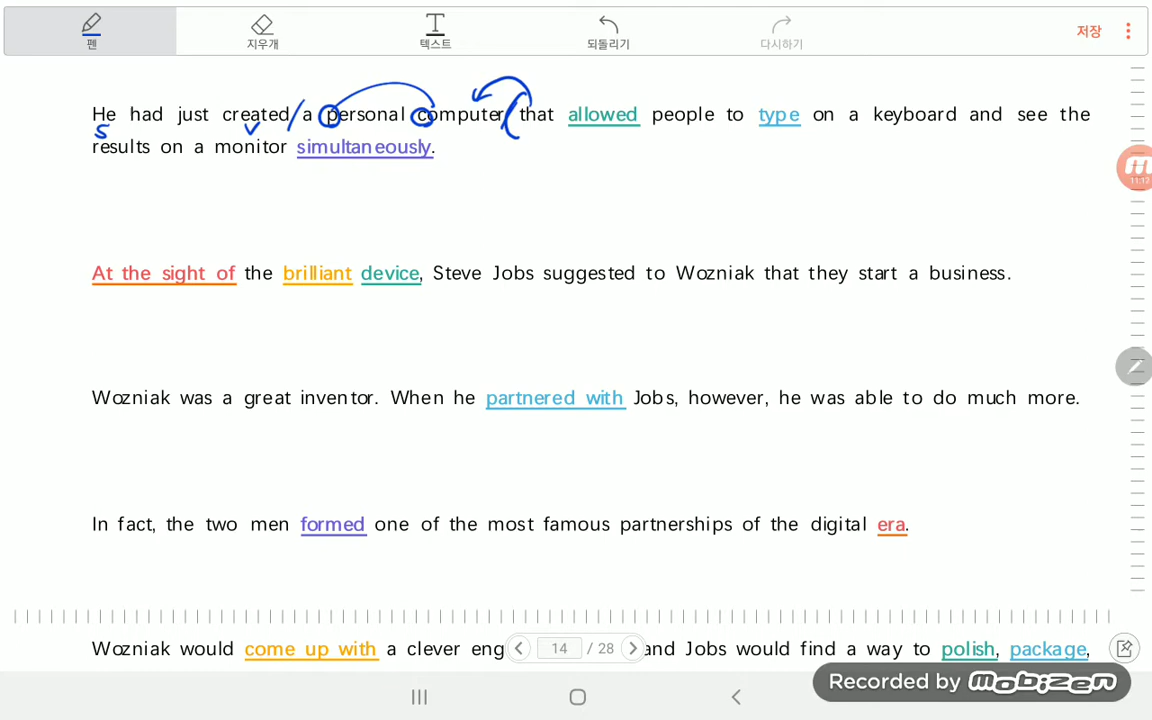 펜 지우개 텍스트 되돌리기 다시하기 저장
He had just created / a personal computer ( that allowed people to type on a keyboard and see the
S v
results on a monitor simultaneously.
11:12
At the sight of the brilliant device, Steve Jobs suggested to Wozniak that they start a business.
Wozniak was a great inventor. When he partnered with Jobs, however, he was able to do much more.
In fact, the two men formed one of the most famous partnerships of the digital era.
Wozniak would come up with a clever eng and Jobs would find a way to polish, package,
14 / 28
Recorded by mobizen